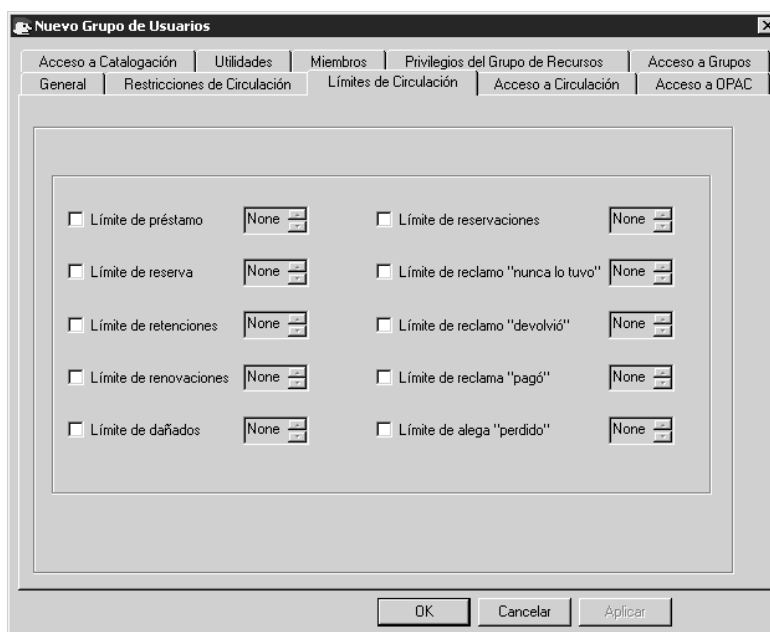 Nuevo Grupo de Usuarios
Acceso a Catalogación Utilidades Miembros Privilegios del Grupo de Recursos Acceso a Grupos
General Restricciones de Circulación Límites de Circulación Acceso a Circulación Acceso a OPAC
Límite de préstamo None Límite de reservaciones None
Límite de reserva None Límite de reclamo "nunca lo tuvo" None
Límite de retenciones None Límite de reclamo "devolvió" None
Límite de renovaciones None Límite de reclama "pagó" None
Límite de dañados None Límite de alega "perdido" None
OK Cancelar Aplicar